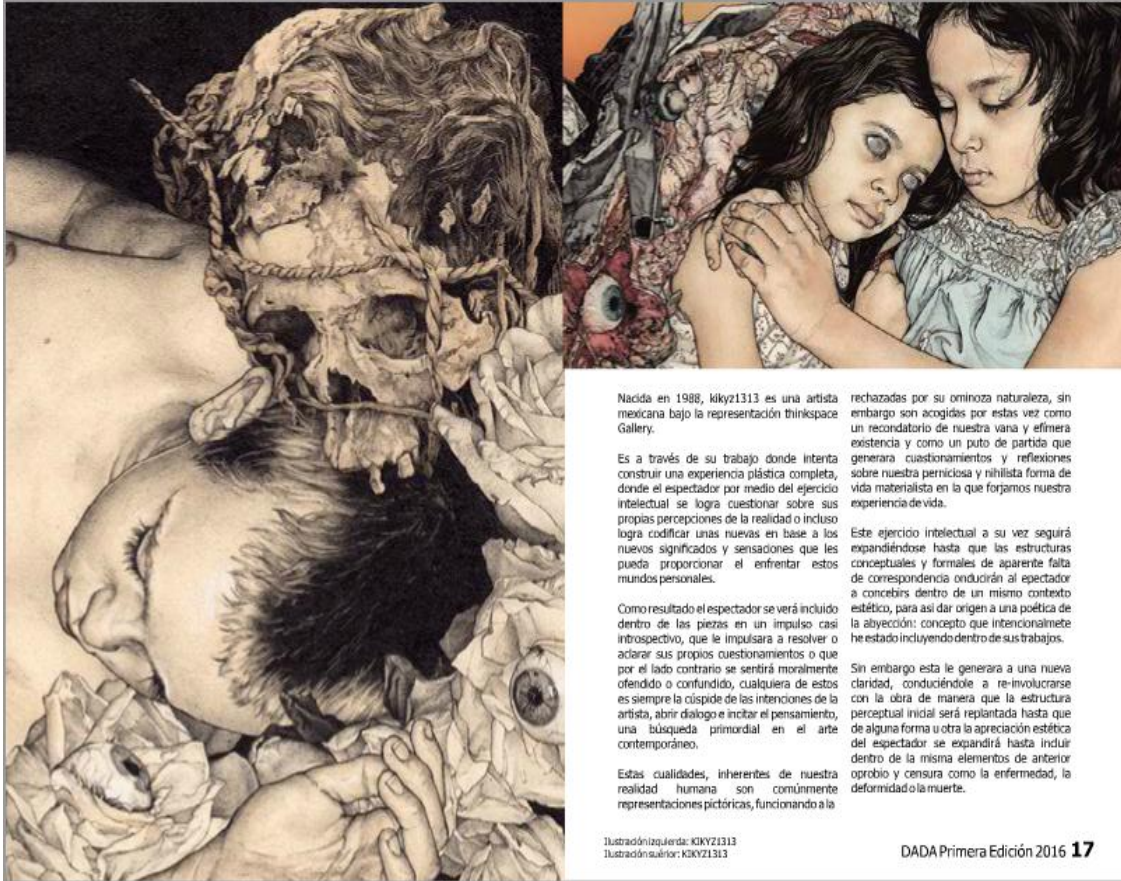 Nacida en 1988, kikyz1313 es una artista
mexicana bajo la representación thinkspace
Gallery.
Es a través de su trabajo donde intenta
construir una experiencia plástica completa,
donde el espectador por medio del ejercicio
intelectual se logra cuestionar sobre sus
propias percepciones de la realidad o incluso
logra codificar unas nuevas en base a los
nuevos significados y sensaciones que les
pueda proporcionar el enfrentar estos
mundos personales.
Como resultado el espectador se verá incluido
dentro de las piezas en un impulso casi
introspectivo, que le impulsara a resolver o
aclarar sus propios cuestionamientos o que
por el lado contrario se sentirá moralmente
ofendido o confundido, cualquiera de estos
es siempre la cúspide de las intenciones de la
artista, abrir dialogo e incitar el pensamiento,
una búsqueda primordial en el arte
contemporáneo.
Estas cualidades, inherentes de nuestra
realidad humana son comúnmente
representaciones pictóricas, funcionando a la
rechazadas por su ominoza naturaleza, sin
embargo son acogidas por estas vez como
un recondatorio de nuestra vana y efímera
existencia y como un puto de partida que
generara cuastionamientos y reflexiones
sobre nuestra perniciosa y nihilista forma de
vida materialista en la que forjamos nuestra
experiencia de vida.
Este ejercicio intelectual a su vez seguirá
expandiéndose hasta que las estructuras
conceptuales y formales de aparente falta
de correspondencia onducirán al epectador
a concebirs dentro de un mismo contexto
estético, para asi dar origen a una poética de
la abyección: concepto que intencionalmete
he estado incluyendo dentro de sus trabajos.
Sin embargo esta le generara a una nueva
claridad, conduciéndole a re-involucrarse
con la obra de manera que la estructura
perceptual inicial será replantada hasta que
de alguna forma u otra la apreciación estética
del espectador se expandirá hasta incluir
dentro de la misma elementos de anterior
oprobio y censura como la enfermedad, la
deformidad o la muerte.
Ilustración izquierda: KIKYZ1313
Ilustración suérior: KIKYZ1313
DADA Primera Edición 2016 17